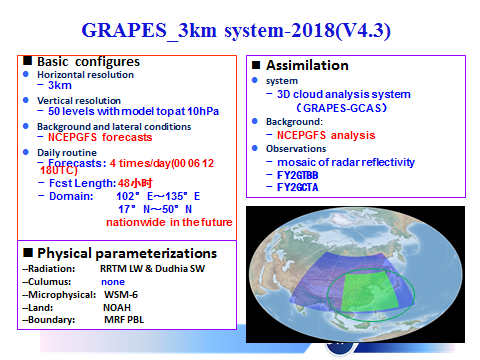 GRAPES_3km system-2018(V4.3)
Basic configures
Horizontal resolution
– 3km
Vertical resolution
– 50 levels with model top at 10hPa
Background and lateral conditions
– NCEPGFS forecasts
Daily routine
– Forecasts: 4 times/day(00 06 12
18UTC)
– Fcst Length: 48小时
– Domain: 102°E～135°E
17°N～50°N
nationwide in the future
Physical parameterizations
--Radiation: RRTM LW & Dudhia SW
--Culumus: none
--Microphysical: WSM-6
--Land: NOAH
--Boundary: MRF PBL
Assimilation
system
– 3D cloud analysis system
（GRAPES-GCAS）
Background:
– NCEPGFS analysis
Observations
– mosaic of radar reflectivity
– FY2GTBB
– FY2GCTA